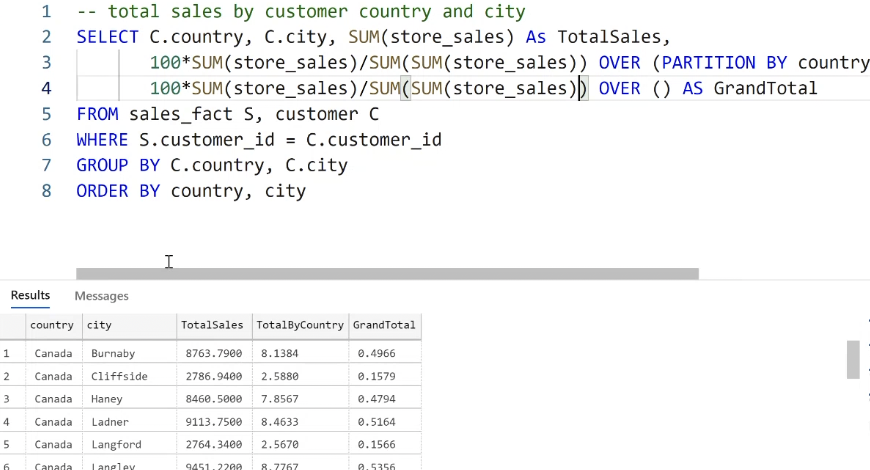 1 -- total sales by customer country and city
2 SELECT C.country, C.city, SUM(store_sales) As TotalSales,
3 100*SUM(store_sales)/SUM(SUM(store_sales)) OVER (PARTITION BY country
4 100*SUM(store_sales)/SUM(SUM(store_sales)) OVER () AS GrandTotal
5 FROM sales_fact S, customer C
6 WHERE S.customer_id = C.customer_id
7 GROUP BY C.country, C.city
8 ORDER BY country, city
Results Messages
country city TotalSales TotalByCountry GrandTotal
1 Canada Burnaby 8763.7900 8.1384 0.4966
2 Canada Cliffside 2786.9400 2.5880 0.1579
3 Canada Haney 8460.5000 7.8567 0.4794
4 Canada Ladner 9113.7500 8.4633 0.5164
5 Canada Langford 2764.3400 2.5670 0.1566
6 Canada Langley 9451.2200 8.7767 0.5356